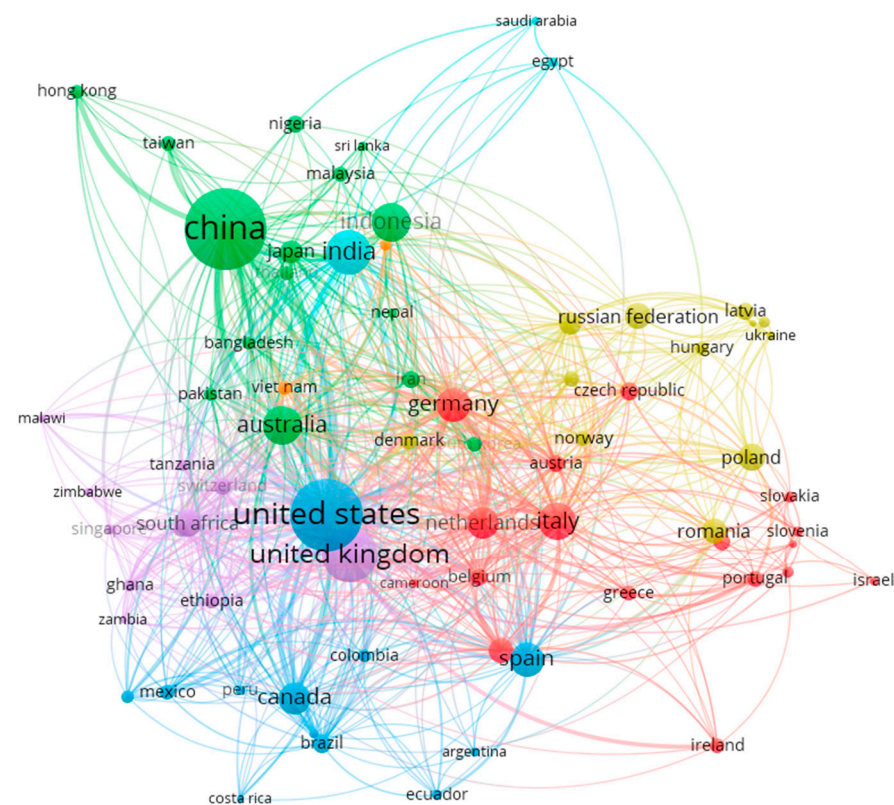 saudi arabia
egypt
hong kong
nigeria
taiwan
sri lanka
malaysia
china
indonesia
japan
india
thailand
nepal
latvia
russian federation
ukraine
bangladesh
hungary
iran
viet nam
czech republic
pakistan
germany
malawi
australia
denmark
norway
poland
tanzania
austria
switzerland
zimbabwe
slovakia
united states
singapore
south africa
netherlands
italy
romania
slovenia
united kingdom
cameroon
belgium
portugal
israel
ghana
greece
ethiopia
zambia
colombia
spain
mexico
peru
canada
brazil
argentina
ireland
costa rica
ecuador